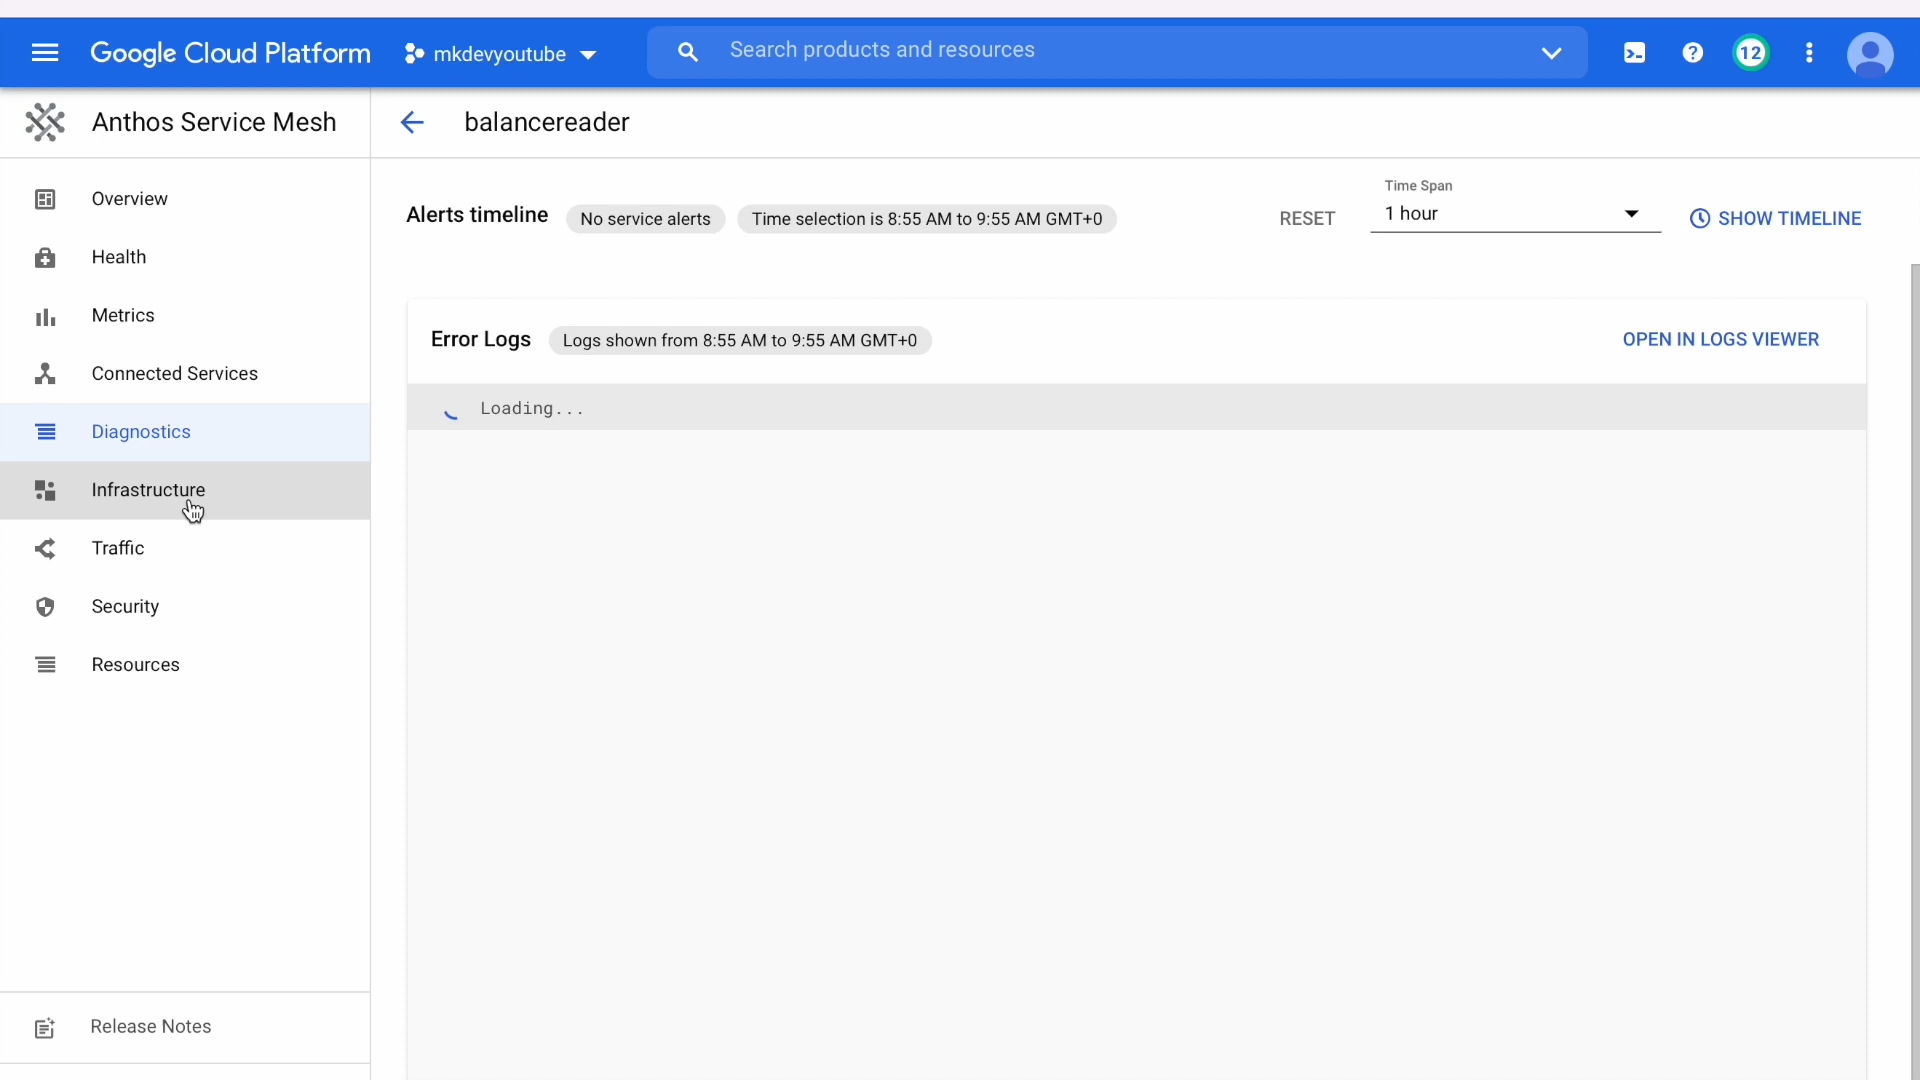 Google Cloud Platform
mkdevyoutube
Search products and resources
12
Anthos Service Mesh
balancereader
Overview
Health
Metrics
Connected Services
Diagnostics
Infrastructure
Traffic
Security
Resources
Release Notes
Alerts timeline
No service alerts
Time selection is 8:55 AM to 9:55 AM GMT+0
RESET
Time Span
1 hour
SHOW TIMELINE
Error Logs
Logs shown from 8:55 AM to 9:55 AM GMT+0
OPEN IN LOGS VIEWER
Loading...